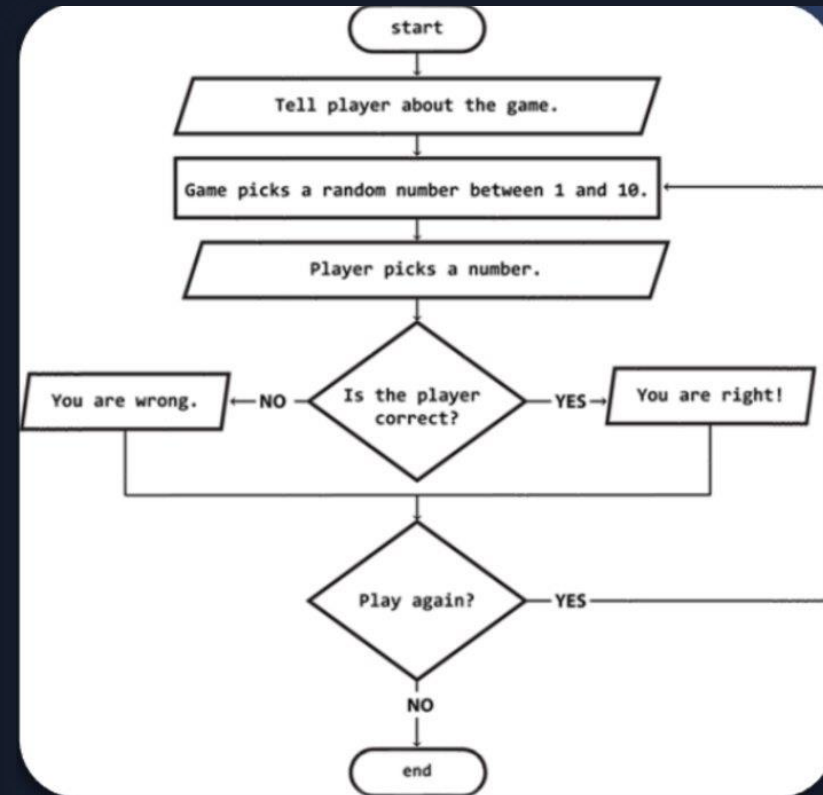 start
Tell player about the game.
Game picks a random number between 1 and 10.
Player picks a number.
Is the player
correct?
NO
You are wrong.
YES
You are right!
Play again?
YES
NO
end